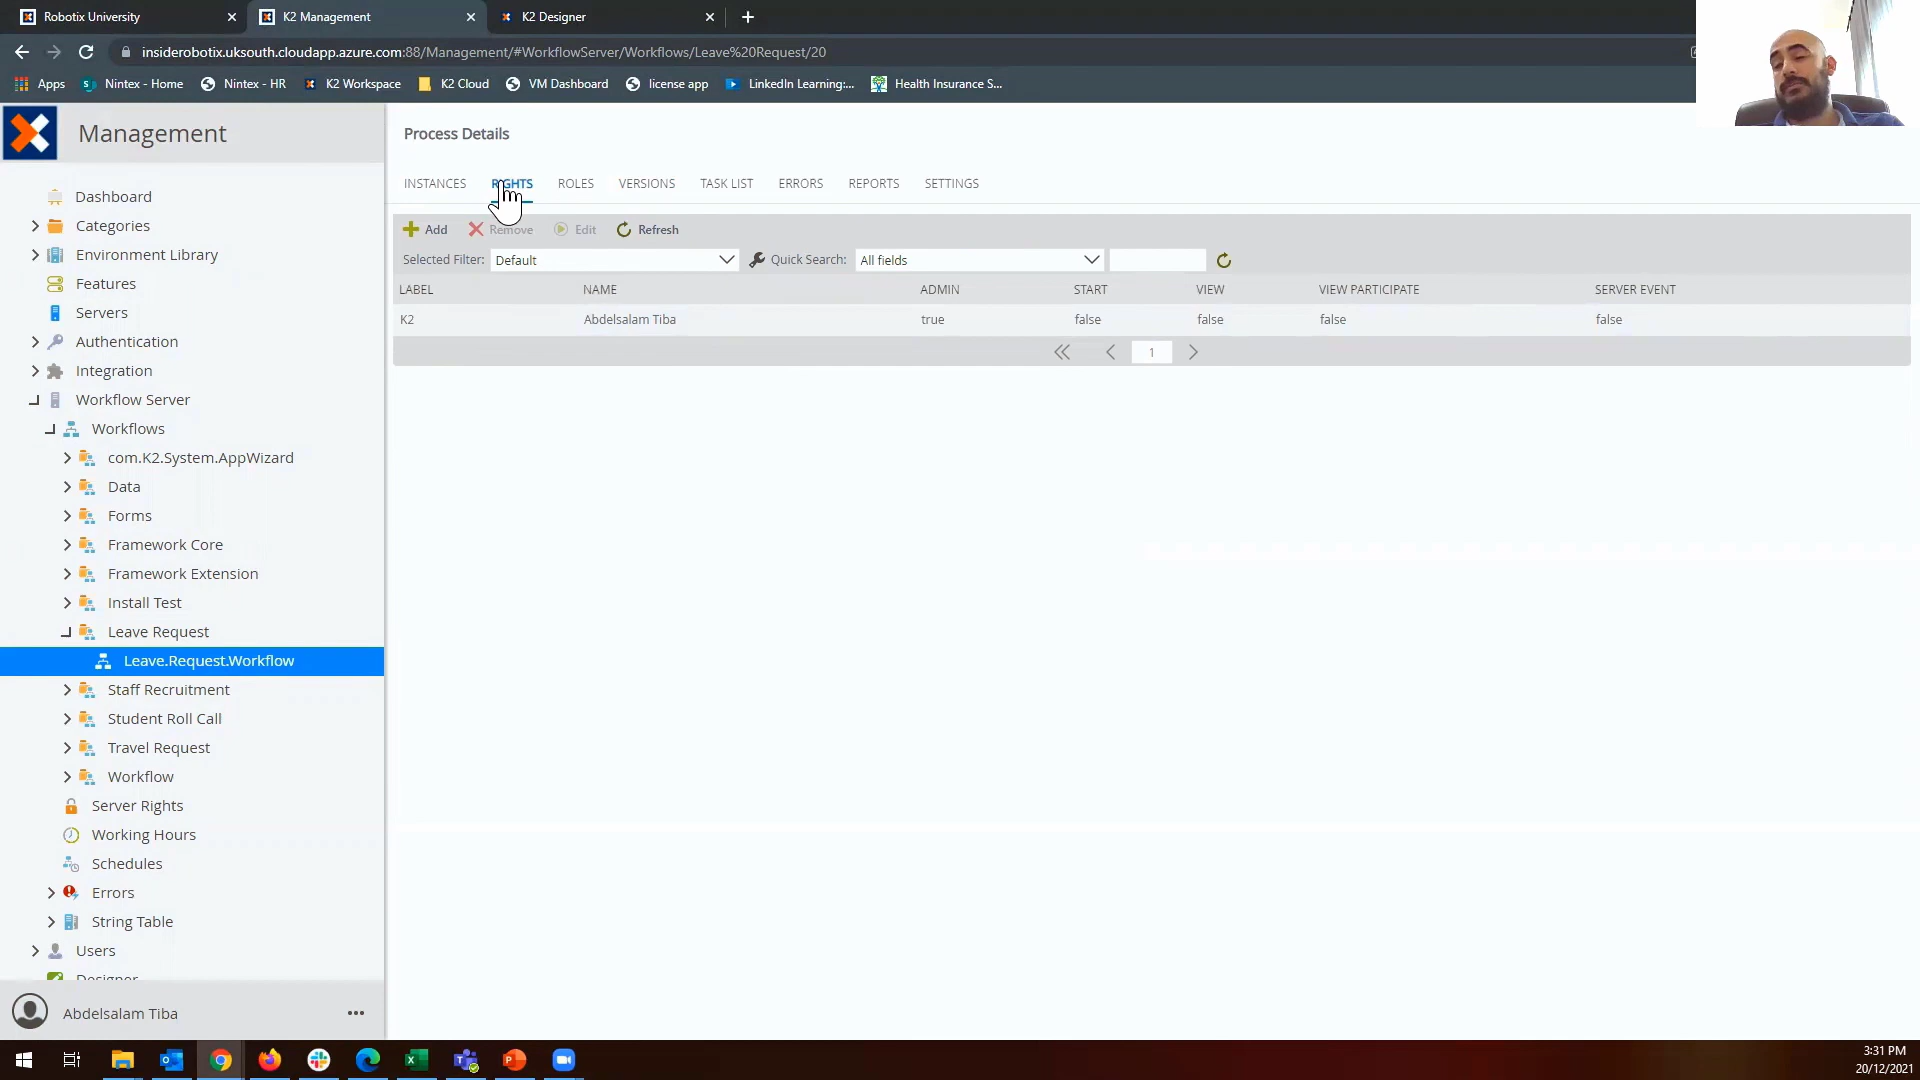 Robotix University
K2 Management
K2 Designer
insiderobotix.uksouth.cloudapp.azure.com:88/Management/#WorkflowServer/Workflows/Leave%20Request/20
Apps
Nintex - Home
Nintex - HR
K2 Workspace
K2 Cloud
VM Dashboard
license app
LinkedIn Learning:...
Health Insurance S...
Management
Dashboard
Categories
Environment Library
Features
Servers
Authentication
Integration
Workflow Server
Workflows
com.K2.System.AppWizard
Data
Forms
Framework Core
Framework Extension
Install Test
Leave Request
Leave.Request.Workflow
Staff Recruitment
Student Roll Call
Travel Request
Workflow
Server Rights
Working Hours
Schedules
Errors
String Table
Users
Designer
Abdelsalam Tiba
Process Details
INSTANCES RIGHTS ROLES VERSIONS TASK LIST ERRORS REPORTS SETTINGS
Add Remove Edit Refresh
Selected Filter: Default Quick Search: All fields
LABEL NAME ADMIN START VIEW VIEW PARTICIPATE SERVER EVENT
K2 Abdelsalam Tiba true false false false false
1
3:31 PM
20/12/2021